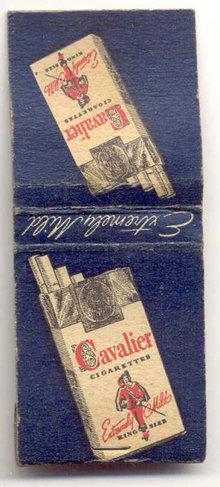 KING SIZE
Extremely Mild
CIGARETTES
Cavalier
Extremely Mild
Cavalier
CIGARETTES
Extremely Mild
KING SIZE